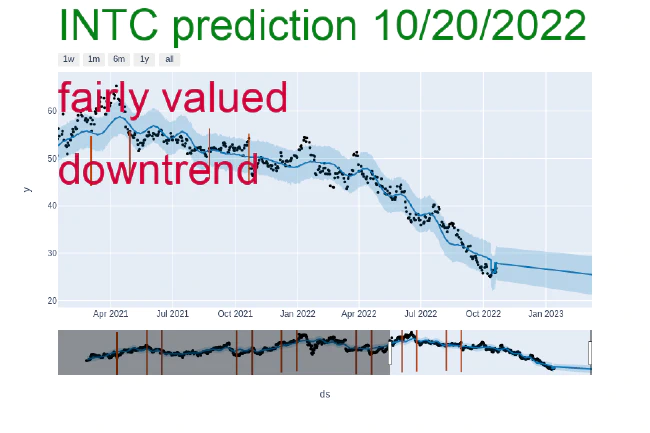 INTC prediction 10/20/2022
1w 1m 6m 1y all
fairly valued
downtrend
y
60
50
40
30
20
Apr 2021 Jul 2021 Oct 2021 Jan 2022 Apr 2022 Jul 2022 Oct 2022 Jan 2023
ds